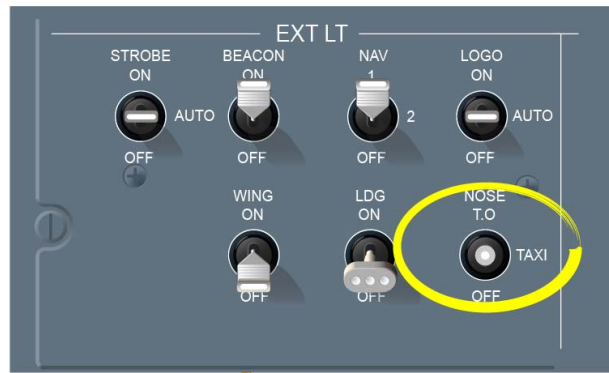 EXT LT
STROBE BEACON NAV LOGO
ON ON 1 ON
AUTO 2 AUTO
OFF OFF OFF OFF
WING LDG NOSE
ON ON T.O
TAXI
OFF OFF OFF